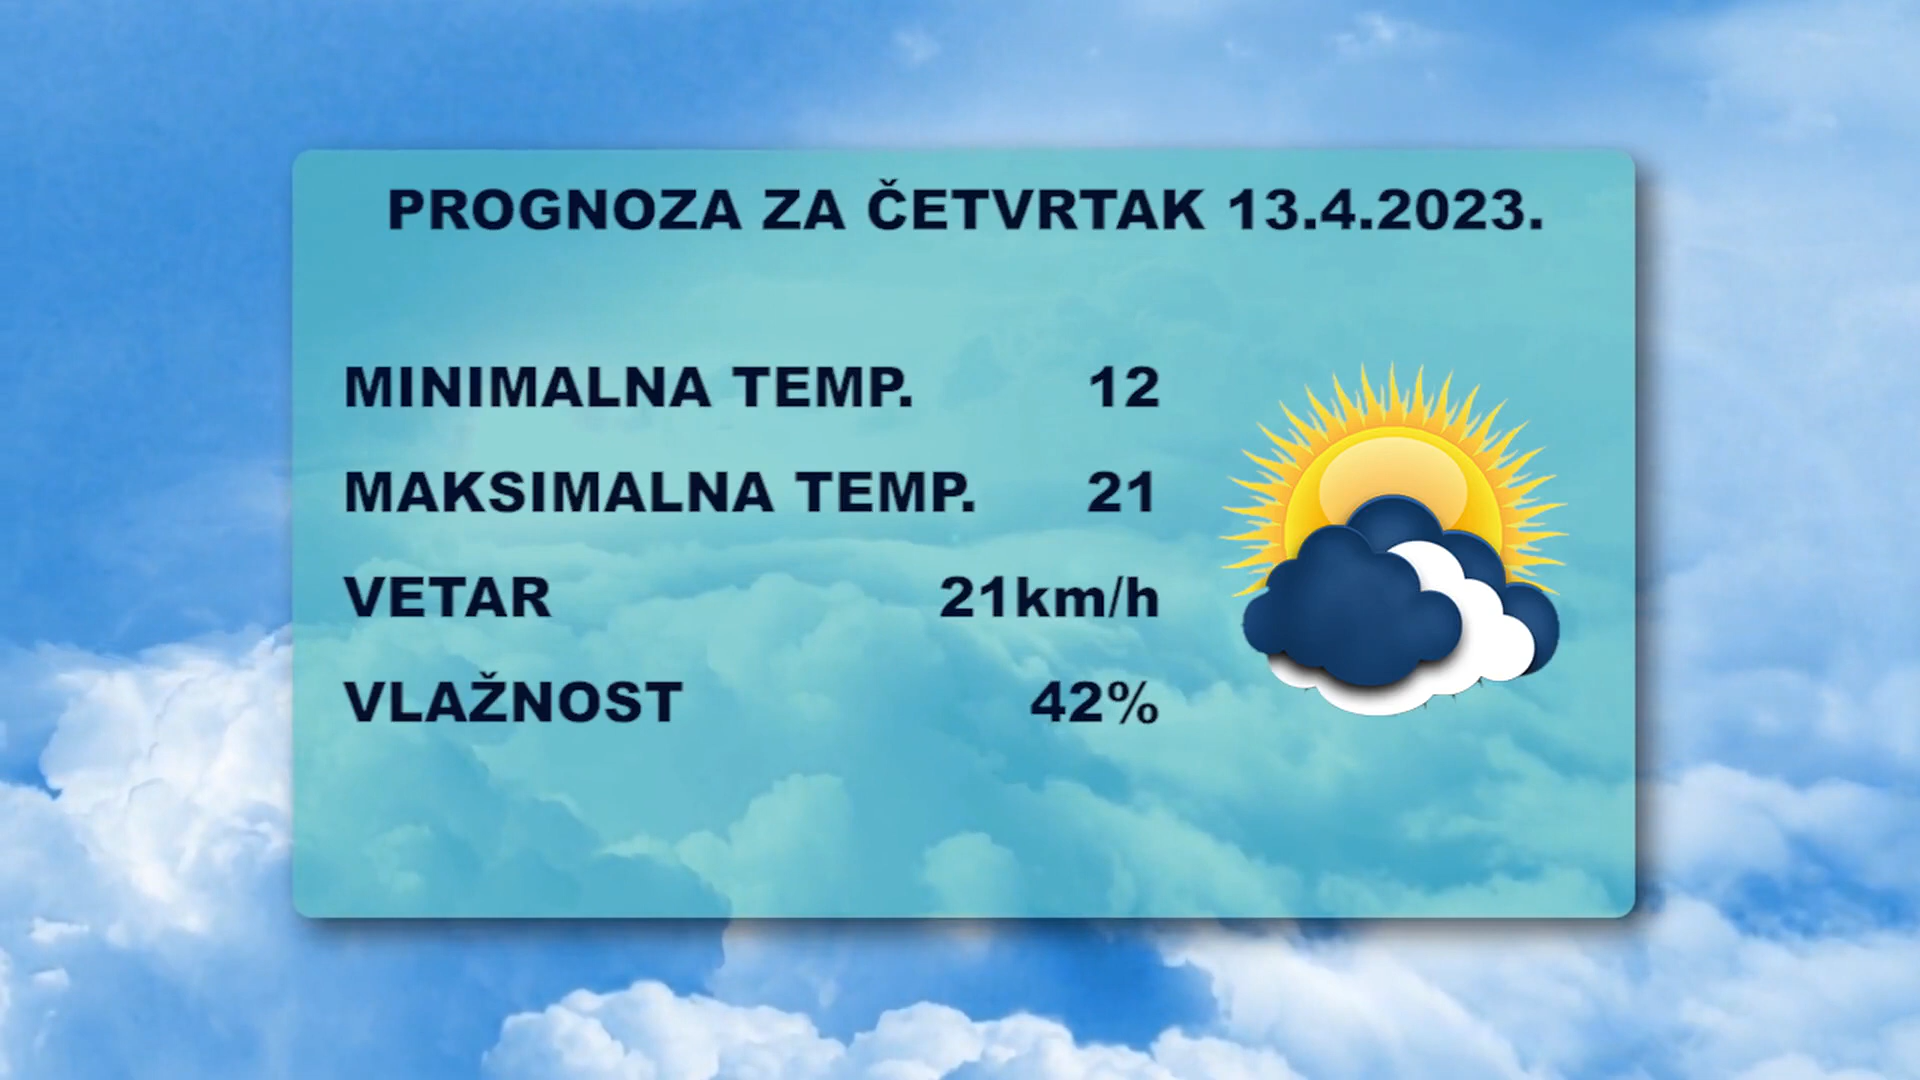 PROGNOZA ZA ČETVRTAK 13.4.2023.
MINIMALNA TEMP. 12
MAKSIMALNA TEMP. 21
VETAR 21km/h
VLAŽNOST 42%